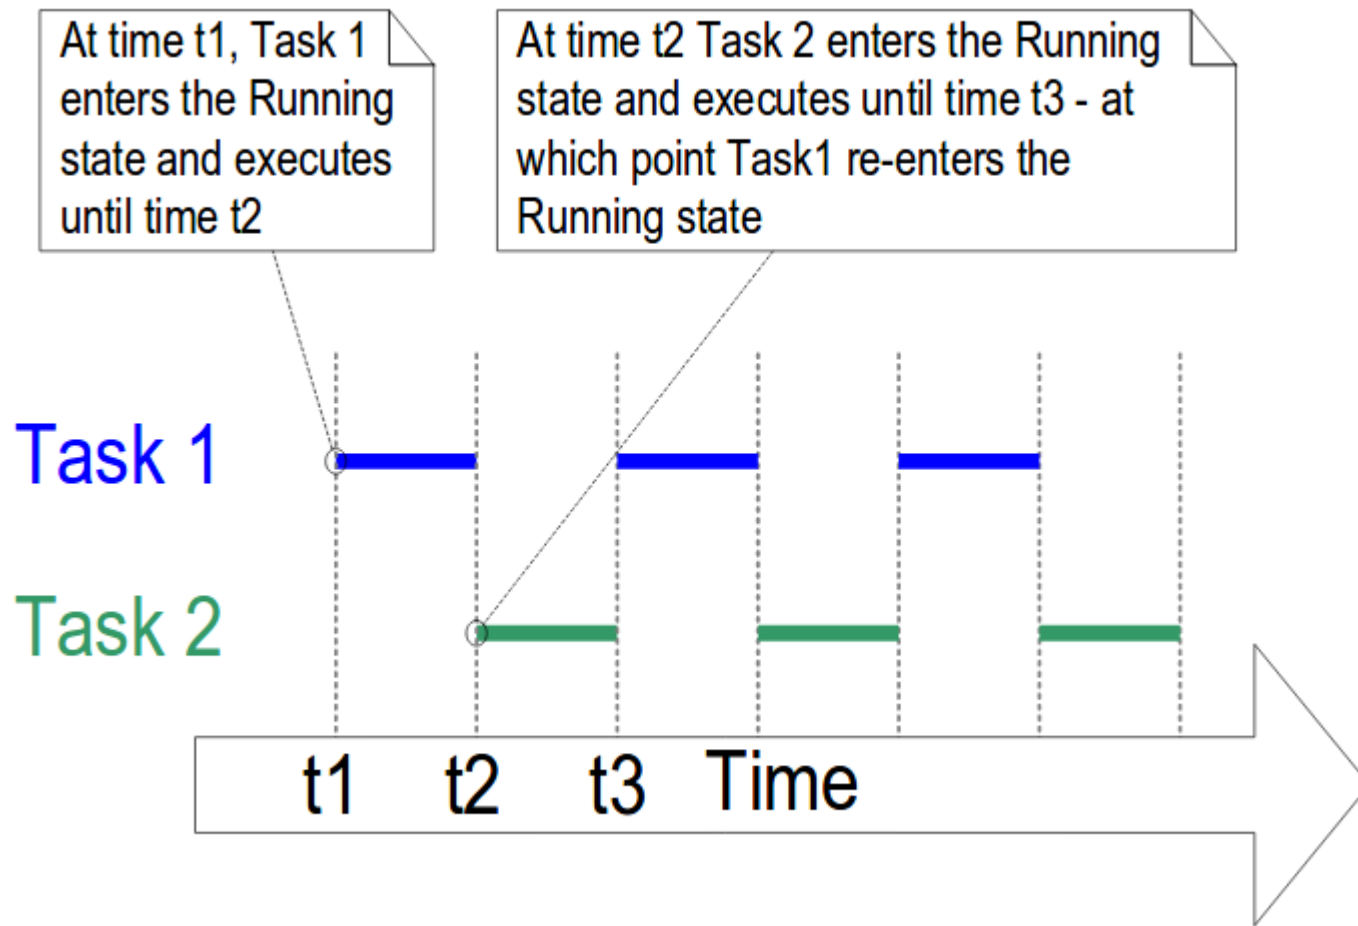 At time t1, Task 1
enters the Running
state and executes
until time t2
At time t2 Task 2 enters the Running
state and executes until time t3 - at
which point Task1 re-enters the
Running state
Task 1
Task 2
t1 t2 t3 Time